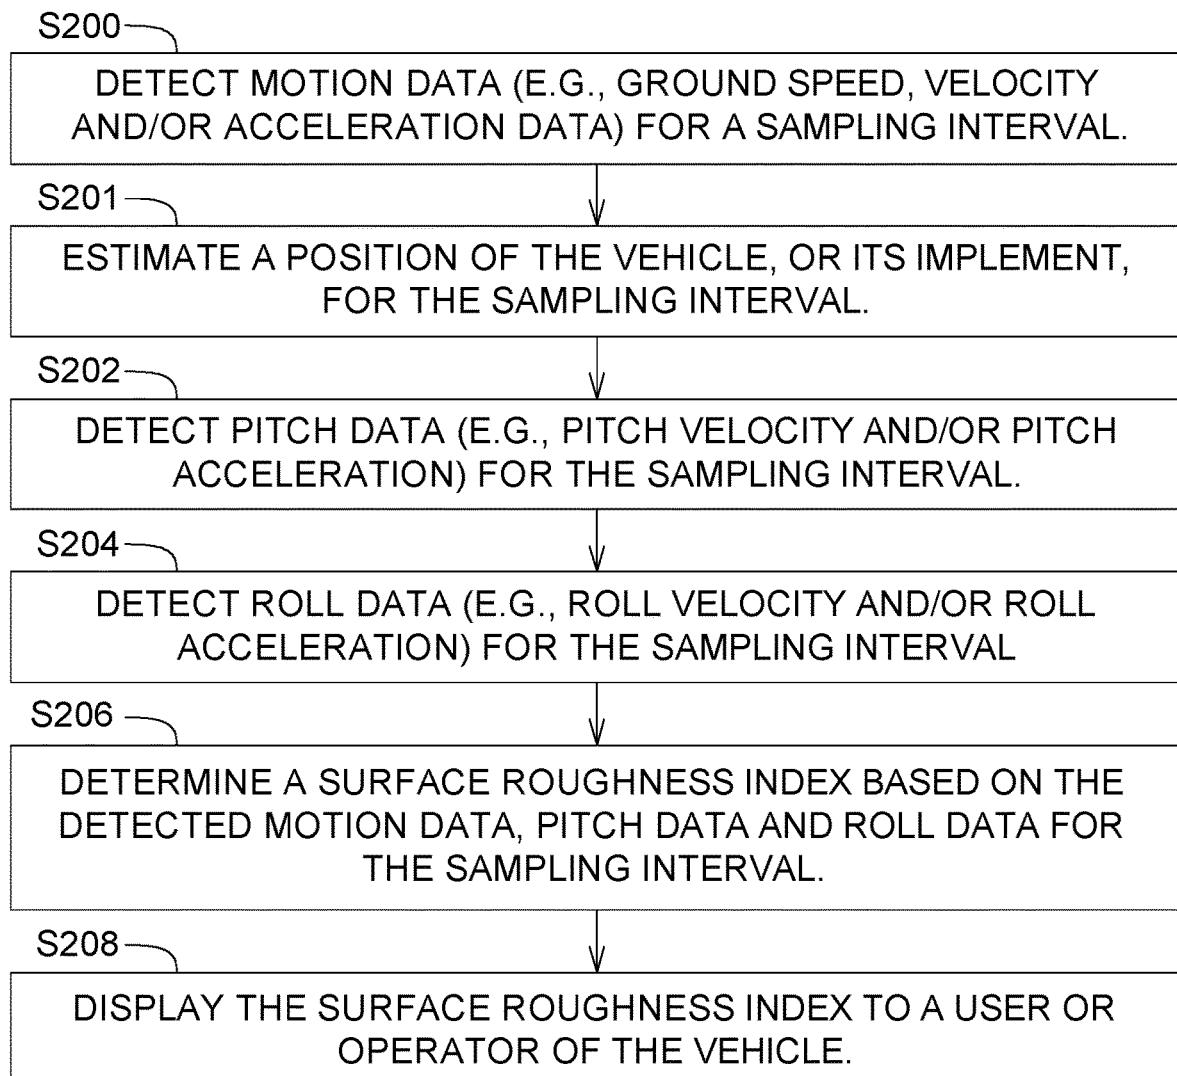 S200
DETECT MOTION DATA (E.G., GROUND SPEED, VELOCITY
AND/OR ACCELERATION DATA) FOR A SAMPLING INTERVAL.
S201
ESTIMATE A POSITION OF THE VEHICLE, OR ITS IMPLEMENT,
FOR THE SAMPLING INTERVAL.
S202
DETECT PITCH DATA (E.G., PITCH VELOCITY AND/OR PITCH
ACCELERATION) FOR THE SAMPLING INTERVAL.
S204
DETECT ROLL DATA (E.G., ROLL VELOCITY AND/OR ROLL
ACCELERATION) FOR THE SAMPLING INTERVAL
S206
DETERMINE A SURFACE ROUGHNESS INDEX BASED ON THE
DETECTED MOTION DATA, PITCH DATA AND ROLL DATA FOR
THE SAMPLING INTERVAL.
S208
DISPLAY THE SURFACE ROUGHNESS INDEX TO A USER OR
OPERATOR OF THE VEHICLE.